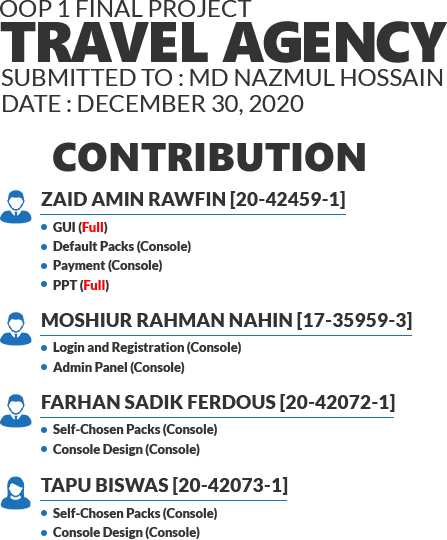 OOP 1 FINAL PROJECT
TRAVEL AGENCY
SUBMITTED TO : MD NAZMUL HOSSAIN
DATE : DECEMBER 30, 2020
CONTRIBUTION
ZAID AMIN RAWFIN [20-42459-1]
GUI (Full)
Default Packs (Console)
Payment (Console)
PPT (Full)
MOSHIUR RAHMAN NAHIN [17-35959-3]
Login and Registration (Console)
Admin Panel (Console)
FARHAN SADIK FERDOUS [20-42072-1]
Self-Chosen Packs (Console)
Console Design (Console)
TAPU BISWAS [20-42073-1]
Self-Chosen Packs (Console)
Console Design (Console)